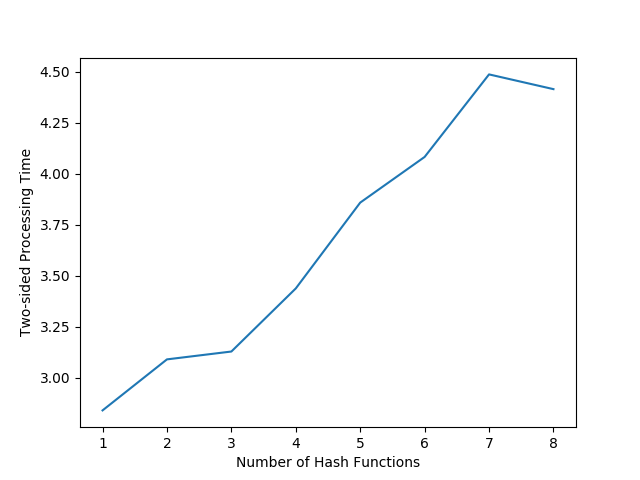 4.50
4.25
4.00
3.75
3.50
3.25
3.00
Two-sided Processing Time
1 2 3 4 5 6 7 8
Number of Hash Functions